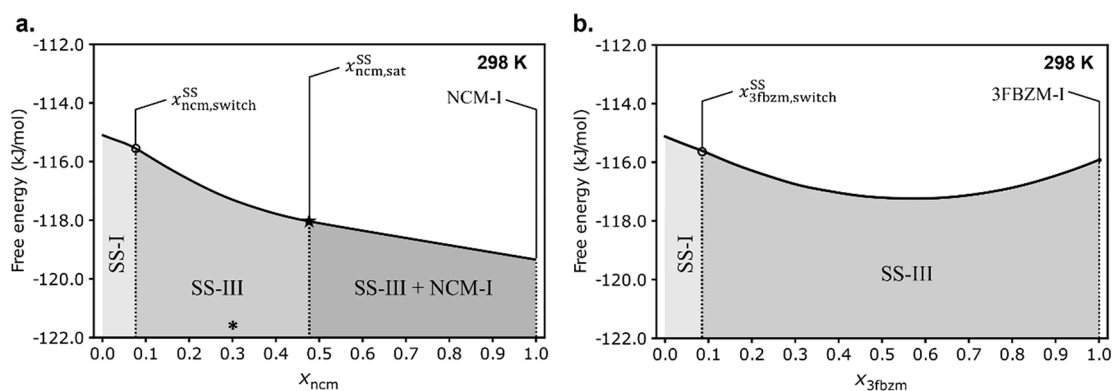 a.
-112.0
-114.0
-116.0
-118.0
-120.0
-122.0
Free energy (kJ/mol)
298 K
x^SS_ncm,switch
x^SS_ncm,sat
NCM-I
SS-I
SS-III
SS-III + NCM-I
*
0.0 0.1 0.2 0.3 0.4 0.5 0.6 0.7 0.8 0.9 1.0
x_ncm
b.
-112.0
-114.0
-116.0
-118.0
-120.0
-122.0
Free energy (kJ/mol)
298 K
x^SS_3fbzm,switch
3FBZM-I
SS-I
SS-III
0.0 0.1 0.2 0.3 0.4 0.5 0.6 0.7 0.8 0.9 1.0
x_3fbzm